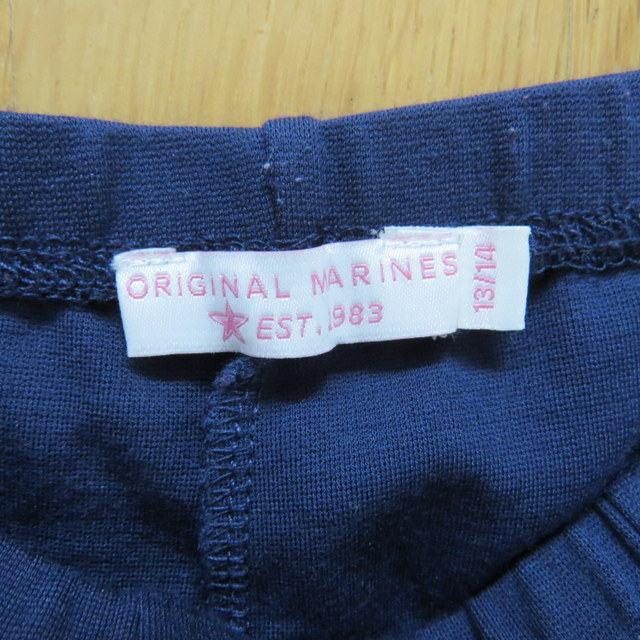 ORIGINAL MARINES
EST. 1983
13/14